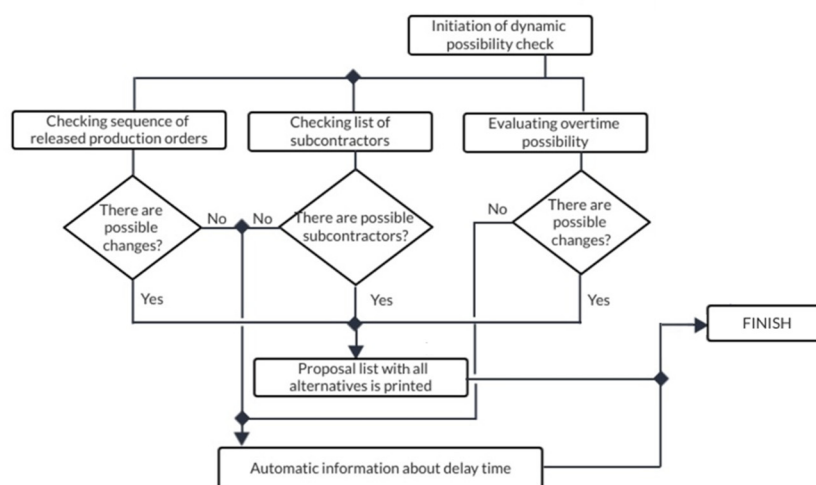 Initiation of dynamic
possibility check
Checking sequence of
released production orders
Checking list of
subcontractors
Evaluating overtime
possibility
There are
possible
changes?
No
No
There are possible
subcontractors?
No
There are
possible
changes?
Yes
Yes
Yes
FINISH
Proposal list with all
alternatives is printed
Automatic information about delay time